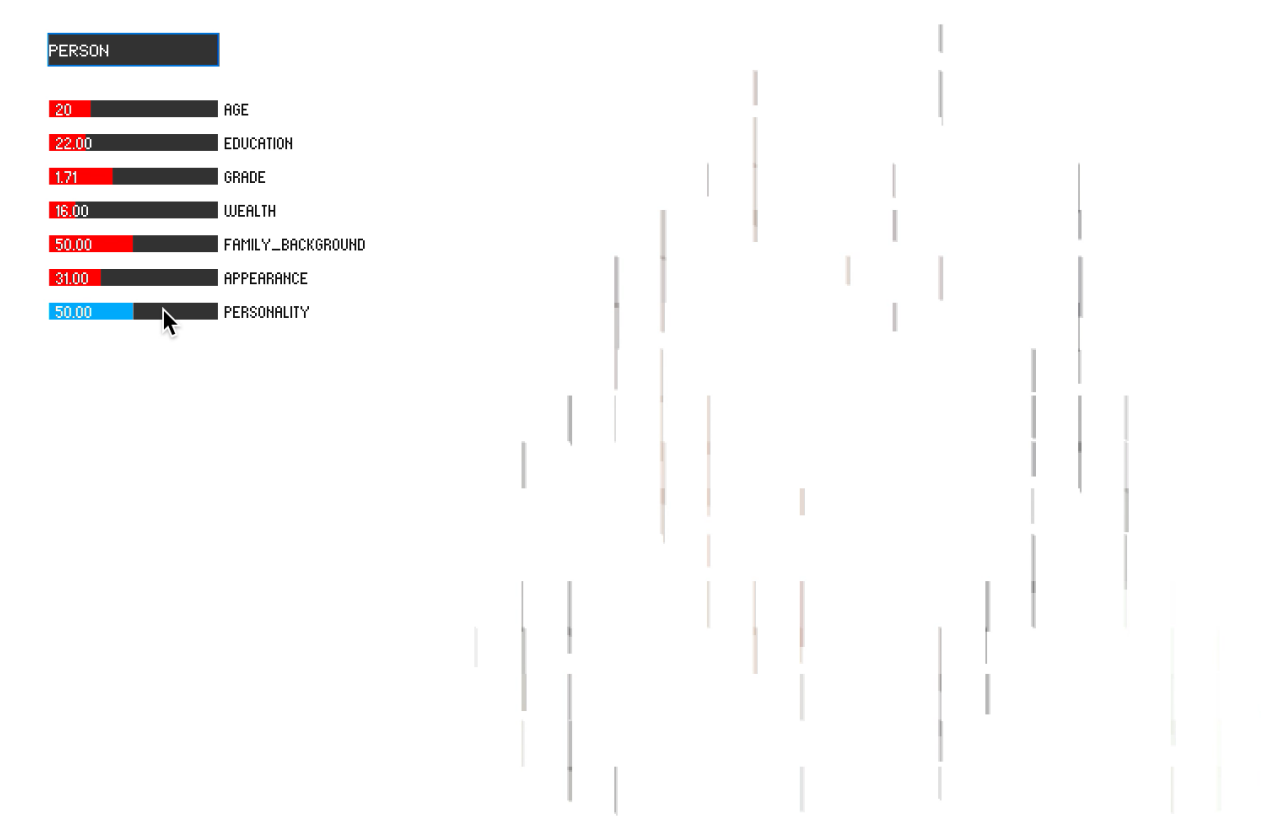 PERSON
20 AGE
22.00 EDUCATION
1.71 GRADE
16.00 WEALTH
50.00 FAMILY_BACKGROUND
31.00 APPEARANCE
50.00 PERSONALITY